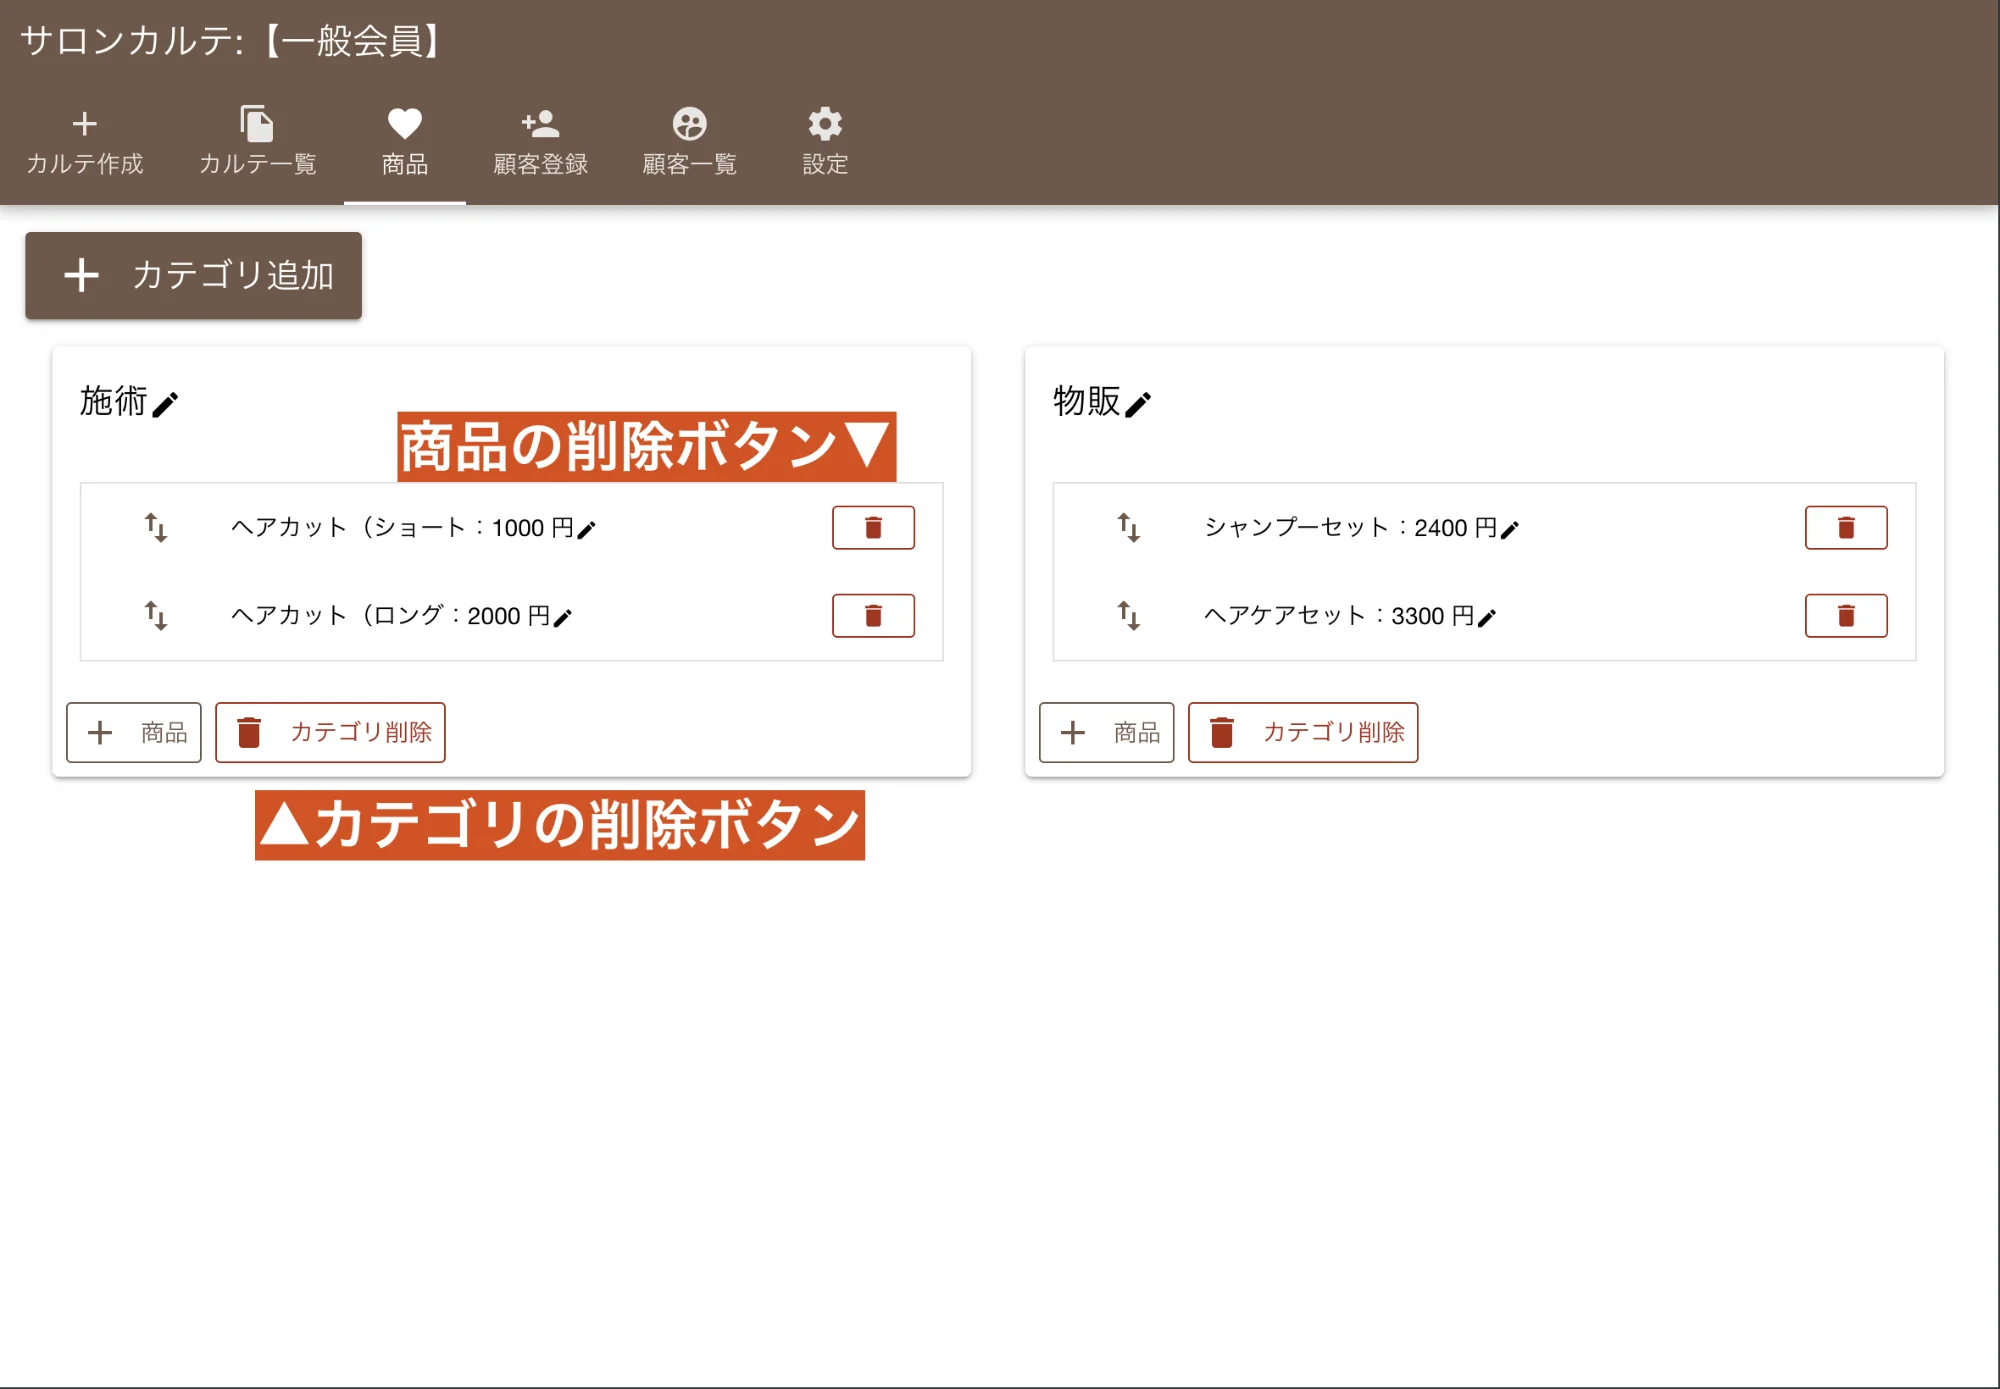 サロンカルテ:【一般会員】
カルテ作成
カルテ一覧
商品
顧客登録
顧客一覧
設定
カテゴリ追加
施術
商品の削除ボタン▼
ヘアカット（ショート：1000 円
ヘアカット（ロング：2000 円
商品
カテゴリ削除
▲カテゴリの削除ボタン
物販
シャンプーセット：2400 円
ヘアケアセット：3300 円
商品
カテゴリ削除